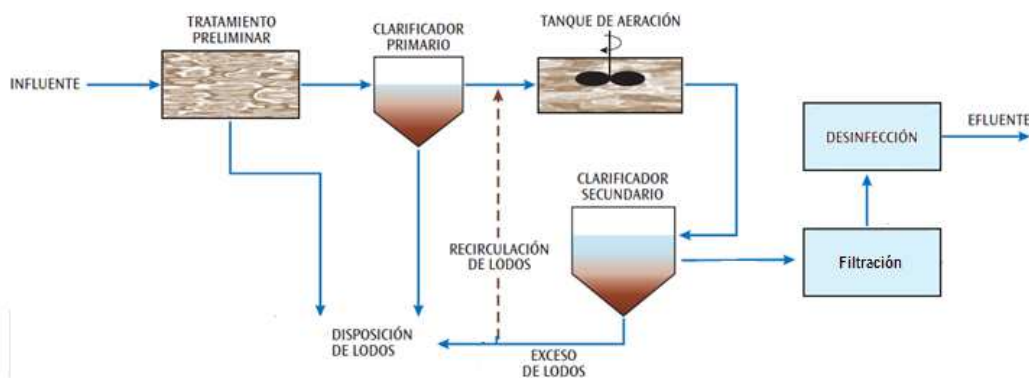 TRATAMIENTO
PRELIMINAR
CLARIFICADOR
PRIMARIO
TANQUE DE AERACIÓN
INFLUENTE
EFLUENTE
DESINFECCIÓN
CLARIFICADOR
SECUNDARIO
RECIRCULACIÓN
DE LODOS
Filtración
DISPOSICIÓN
DE LODOS
EXCESO
DE LODOS